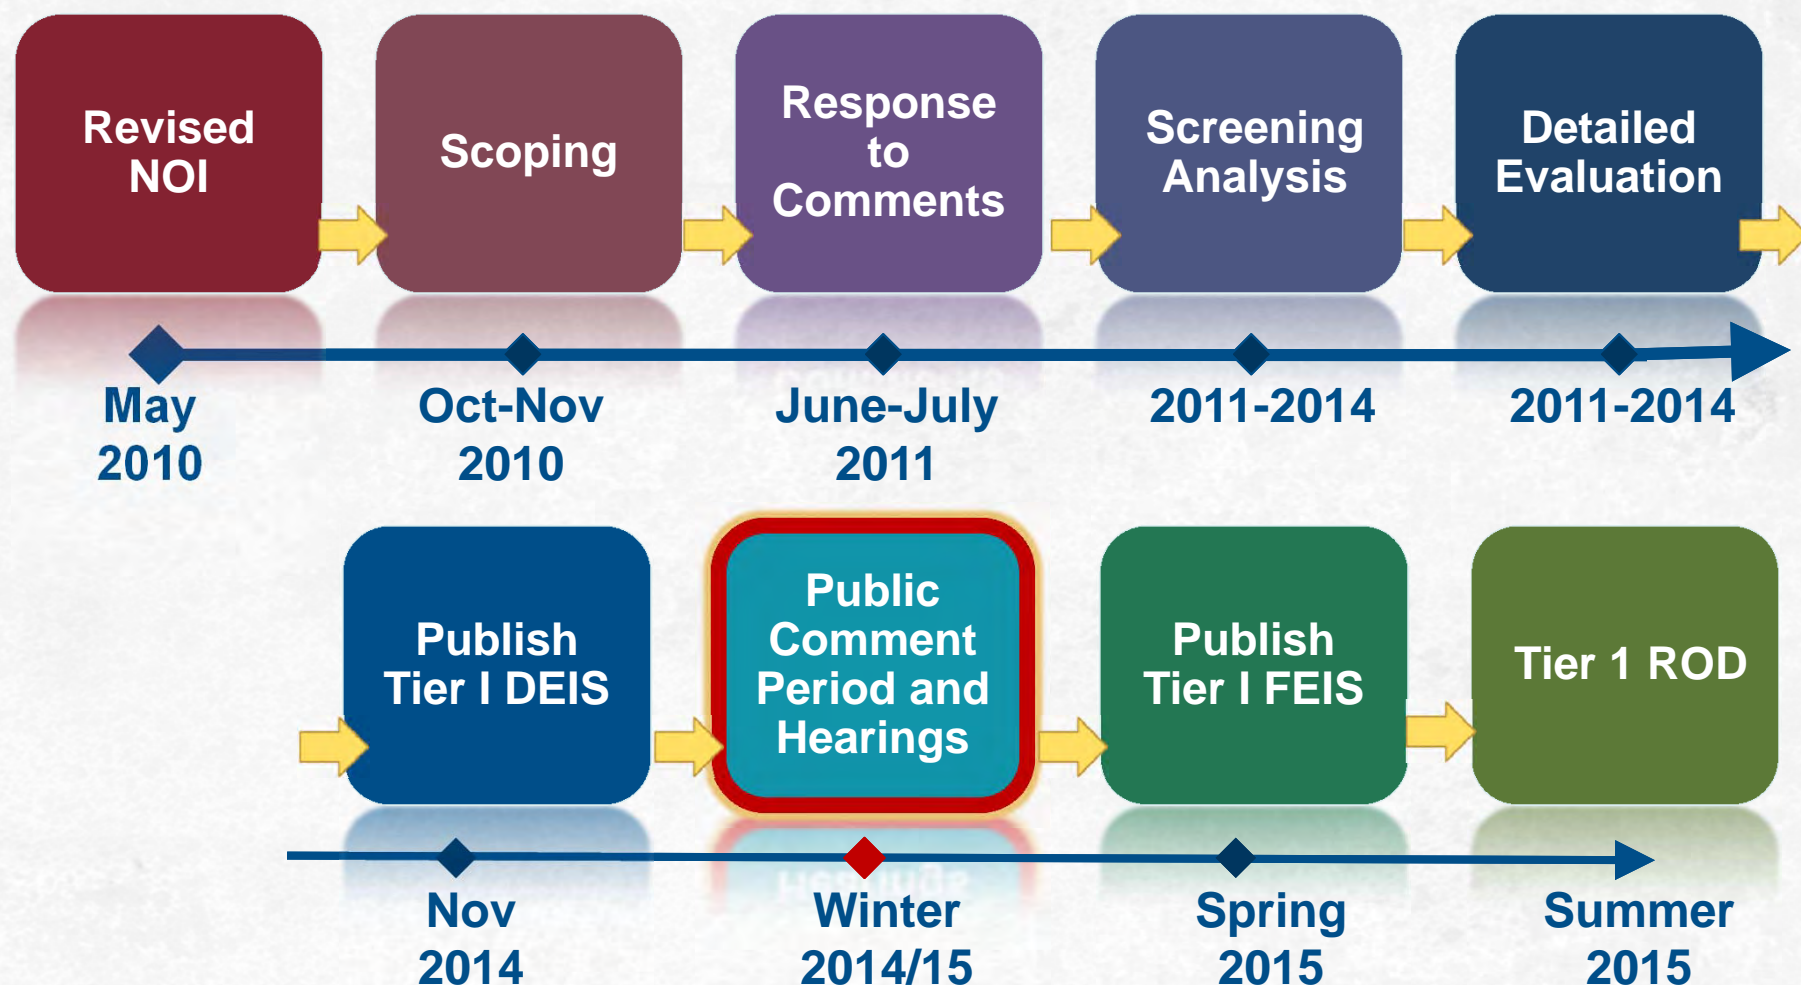 Revised
NOI
Scoping
Response
to
Comments
Screening
Analysis
Detailed
Evaluation
May
2010
Oct-Nov
2010
June-July
2011
2011-2014
2011-2014
Publish
Tier I DEIS
Public
Comment
Period and
Hearings
Publish
Tier I FEIS
Tier 1 ROD
Nov
2014
Winter
2014/15
Spring
2015
Summer
2015